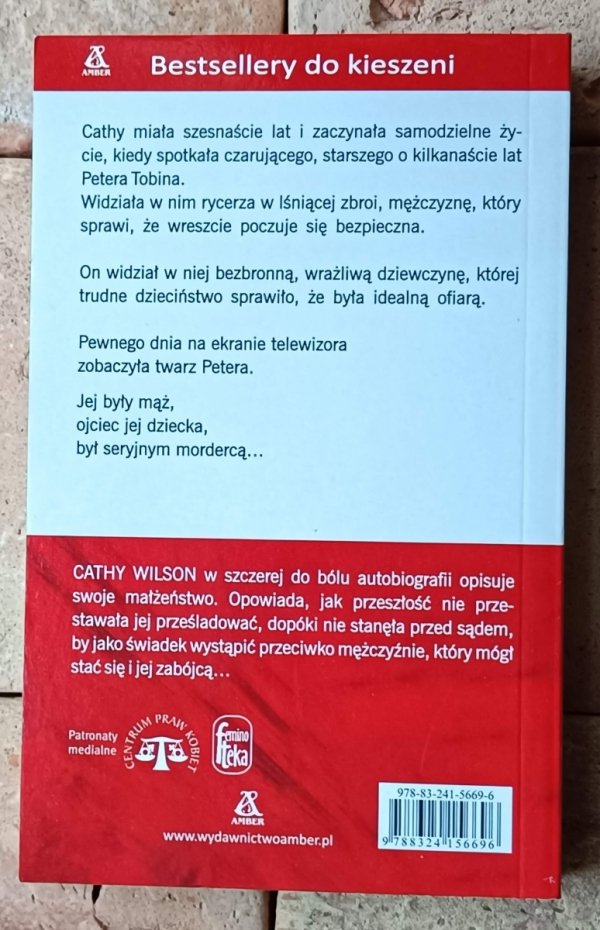 AMBER
Bestsellery do kieszeni
Cathy miała szesnaście lat i zaczynała samodzielne ży-
cie, kiedy spotkała czarującego, starszego o kilkanaście lat
Petera Tobina.
Widziała w nim rycerza w lśniącej zbroi, mężczyznę, który
sprawi, że wreszcie poczuje się bezpieczna.
On widział w niej bezbronną, wrażliwą dziewczynę, której
trudne dzieciństwo sprawiło, że była idealną ofiarą.
Pewnego dnia na ekranie telewizora
zobaczyła twarz Petera.
Jej były mąż,
ojciec jej dziecka,
był seryjnym mordercą...
CATHY WILSON w szczerej do bólu autobiografii opisuje
swoje małżeństwo. Opowiada, jak przeszłość nie prze-
stawała jej prześladować, dopóki nie stanęła przed sądem,
by jako świadek wystąpić przeciwko mężczyźnie, który mógł
stać się i jej zabójcą...
Patronaty
medialne
CENTRUM PRAW KOBIET
femino
teka
AMBER
www.wydawnictwoamber.pl
978-83-241-5669-6
9 788324 156696